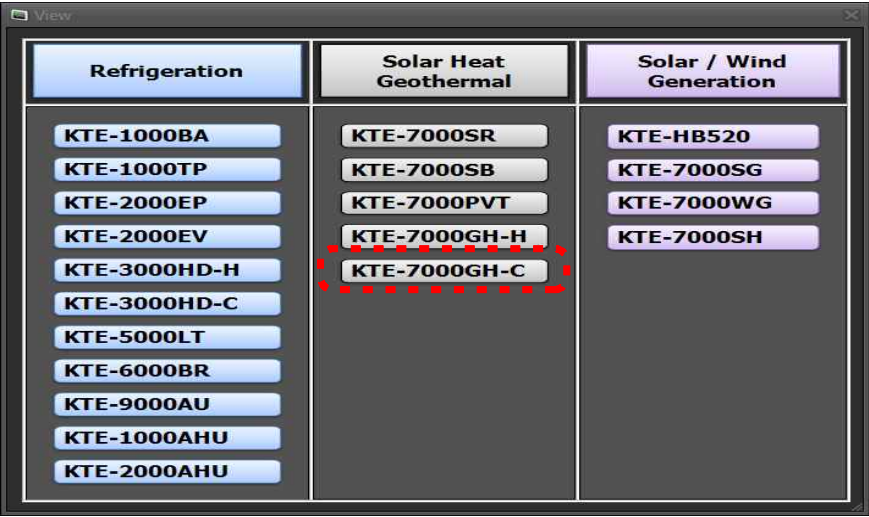 View
Refrigeration
Solar Heat
Geothermal
Solar / Wind
Generation
KTE-1000BA
KTE-1000TP
KTE-2000EP
KTE-2000EV
KTE-3000HD-H
KTE-3000HD-C
KTE-5000LT
KTE-6000BR
KTE-9000AU
KTE-1000AHU
KTE-2000AHU
KTE-7000SR
KTE-7000SB
KTE-7000PVT
KTE-7000GH-H
KTE-7000GH-C
KTE-HB520
KTE-7000SG
KTE-7000WG
KTE-7000SH